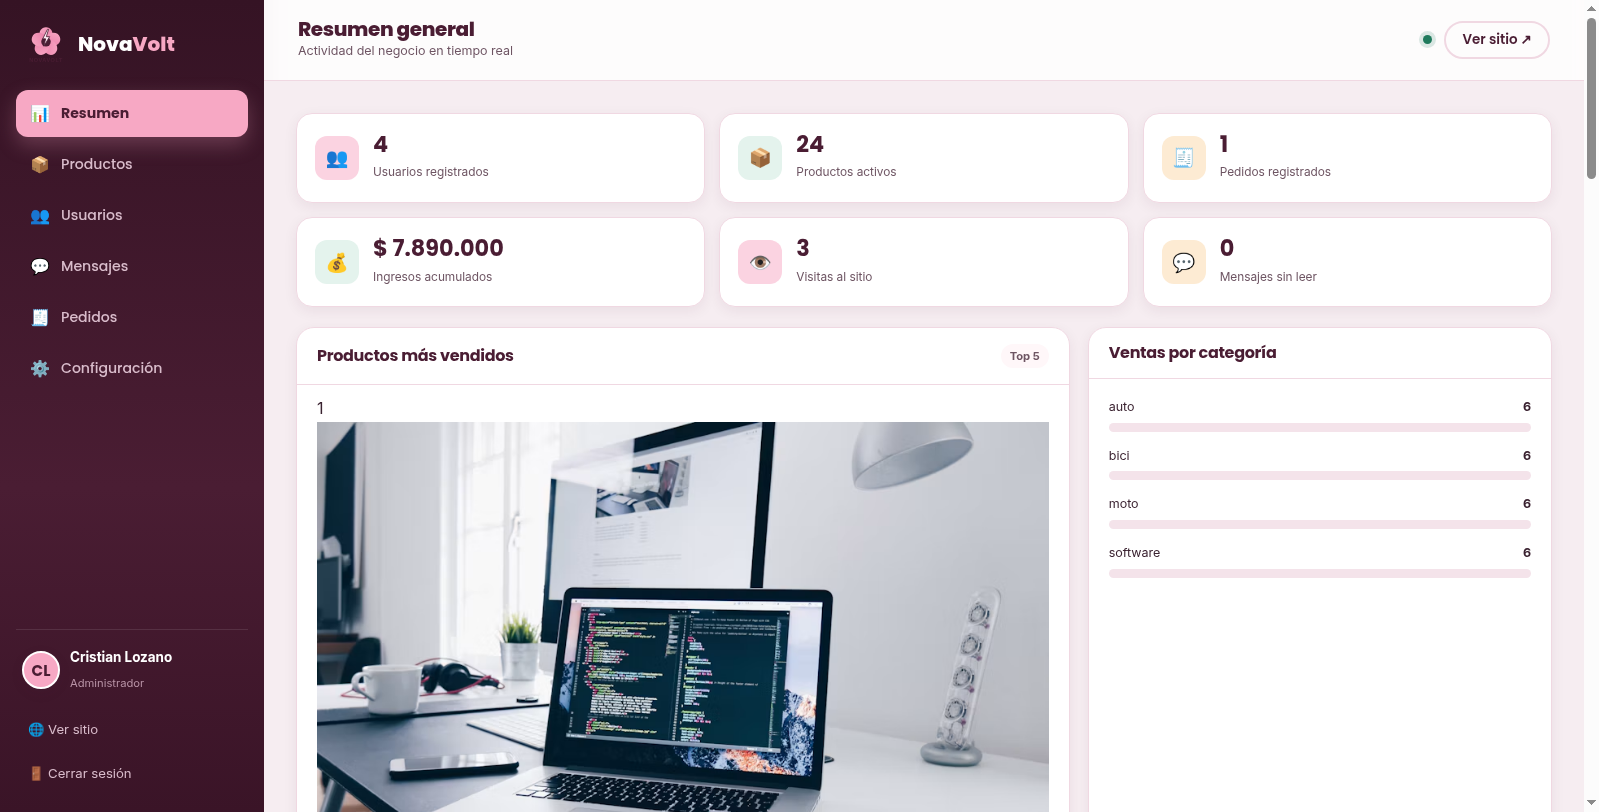 NovaVolt
Resumen
Productos
Usuarios
Mensajes
Pedidos
Configuración
CL
Cristian Lozano
Administrador
Ver sitio
Cerrar sesión
Resumen general
Actividad del negocio en tiempo real
Ver sitio ↗
4
Usuarios registrados
24
Productos activos
1
Pedidos registrados
$ 7.890.000
Ingresos acumulados
3
Visitas al sitio
0
Mensajes sin leer
Productos más vendidos
Top 5
1
Ventas por categoría
auto 6
bici 6
moto 6
software 6